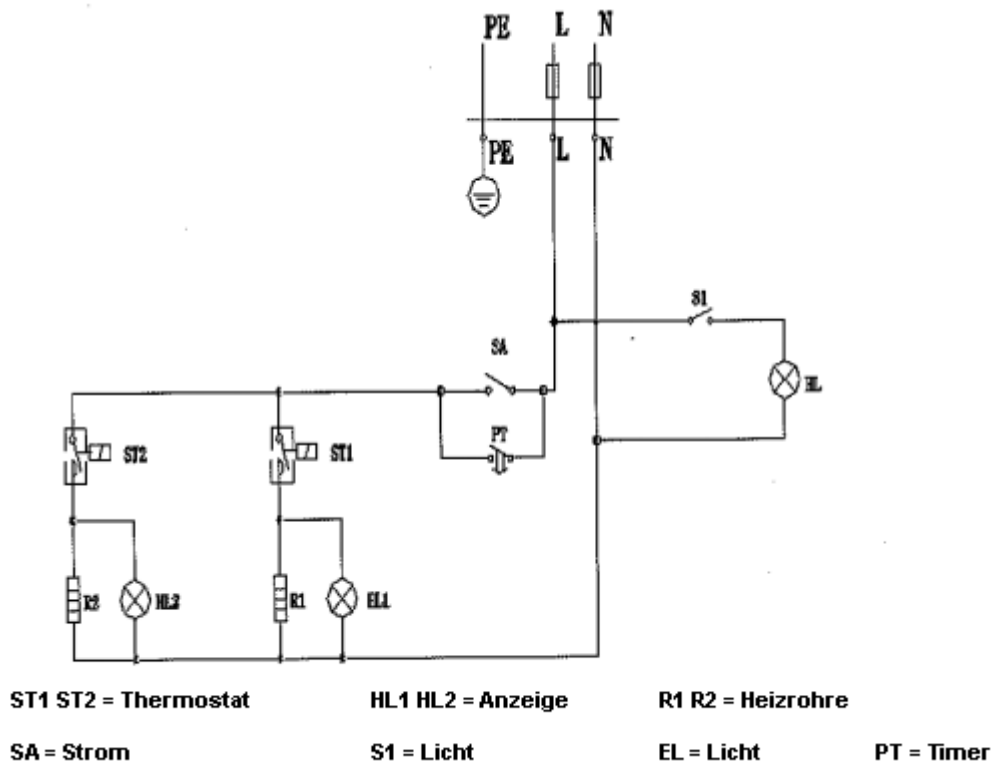 PE L N
PE L N
S1
SA
HL
PT
ST2 ST1
R2 HL2 R1 EL1
ST1 ST2 = Thermostat HL1 HL2 = Anzeige R1 R2 = Heizrohre
SA = Strom S1 = Licht EL = Licht PT = Timer